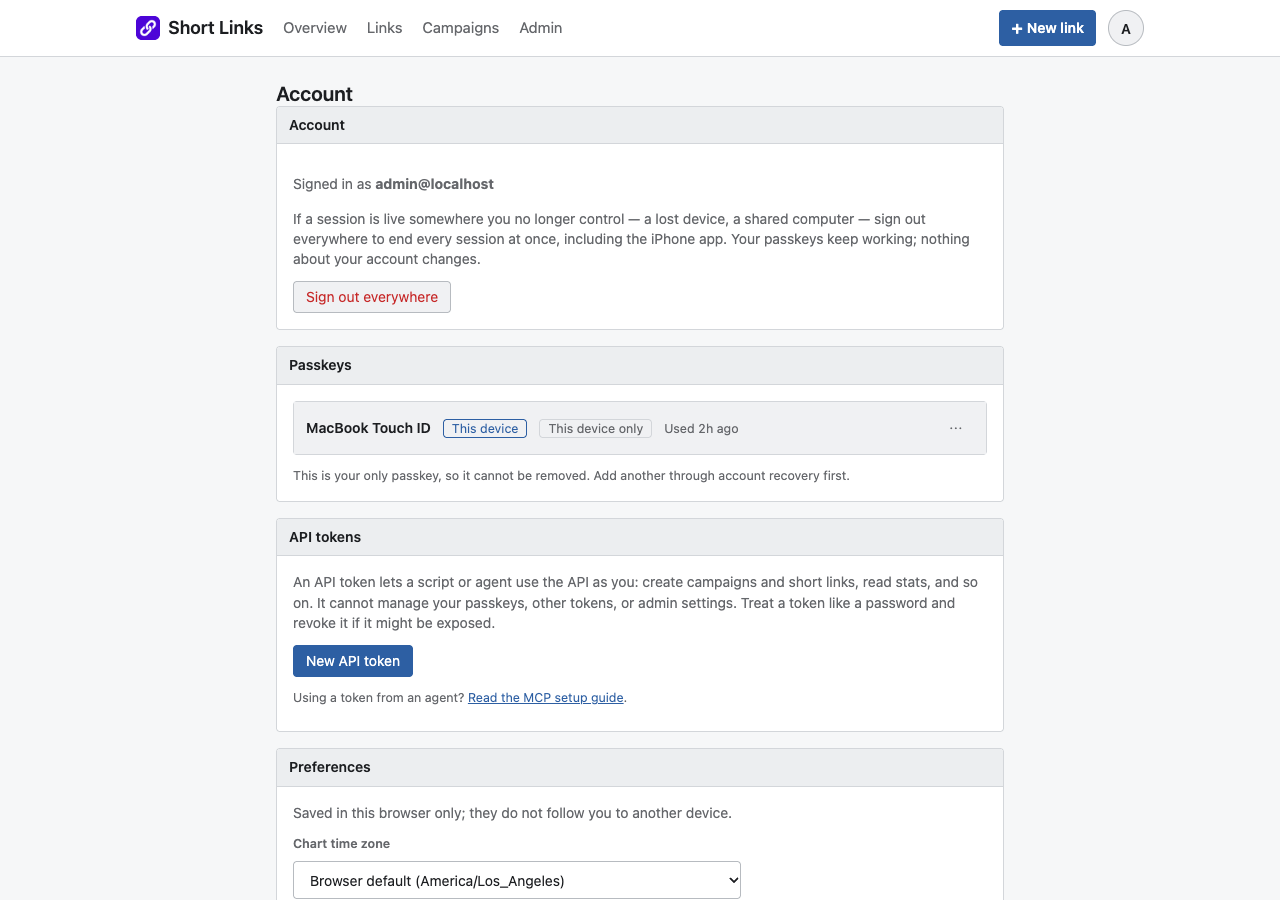 Short Links Overview Links Campaigns Admin + New link A
Account
Account
Signed in as admin@localhost
If a session is live somewhere you no longer control — a lost device, a shared computer — sign out
everywhere to end every session at once, including the iPhone app. Your passkeys keep working; nothing
about your account changes.
Sign out everywhere
Passkeys
MacBook Touch ID This device This device only Used 2h ago ···
This is your only passkey, so it cannot be removed. Add another through account recovery first.
API tokens
An API token lets a script or agent use the API as you: create campaigns and short links, read stats, and so
on. It cannot manage your passkeys, other tokens, or admin settings. Treat a token like a password and
revoke it if it might be exposed.
New API token
Using a token from an agent? Read the MCP setup guide.
Preferences
Saved in this browser only; they do not follow you to another device.
Chart time zone
Browser default (America/Los_Angeles)